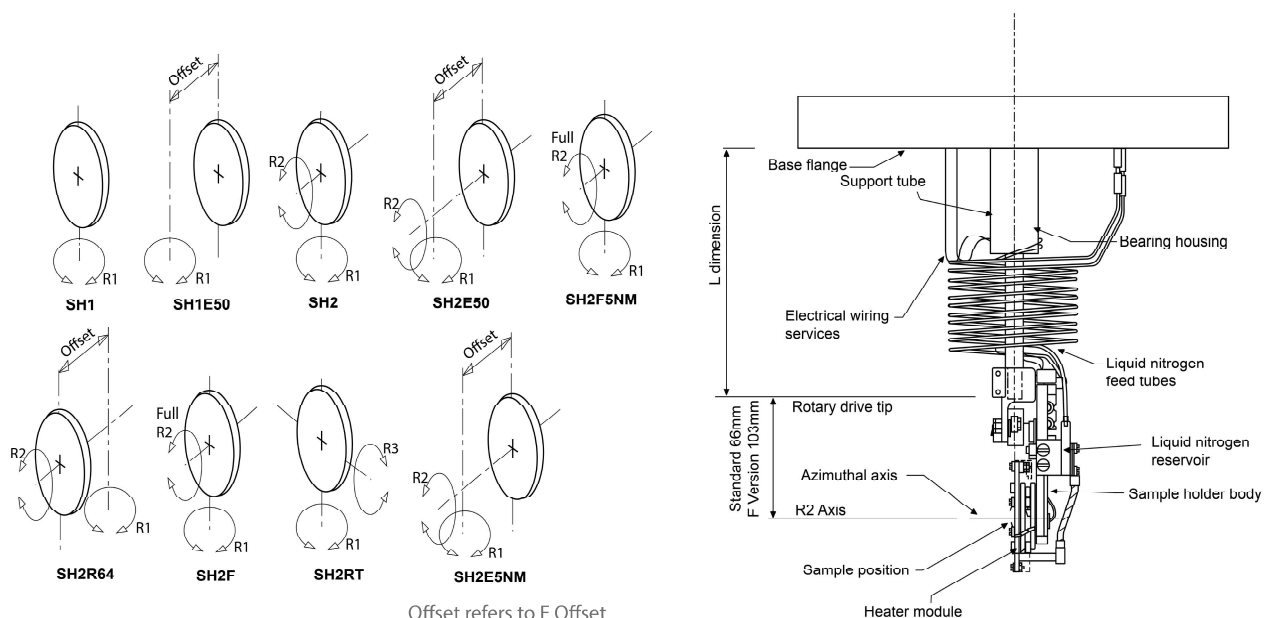 Offset
SH1
R1
Offset
R1
SH1E50
R2
R1
SH2
Offset
R2
R1
SH2E50
Full
R2
R1
SH2F5NM
Offset
R2
R1
SH2R64
Full
R2
R1
SH2F
R3
R1
SH2RT
Offset
R2
R1
SH2E5NM
Offset refers to E Offset
Base flange
Support tube
Bearing housing
L dimension
Electrical wiring
services
Liquid nitrogen
feed tubes
Rotary drive tip
Standard 66mm
F Version 103mm
Liquid nitrogen
reservoir
Azimuthal axis
Sample holder body
R2 Axis
Sample position
Heater module